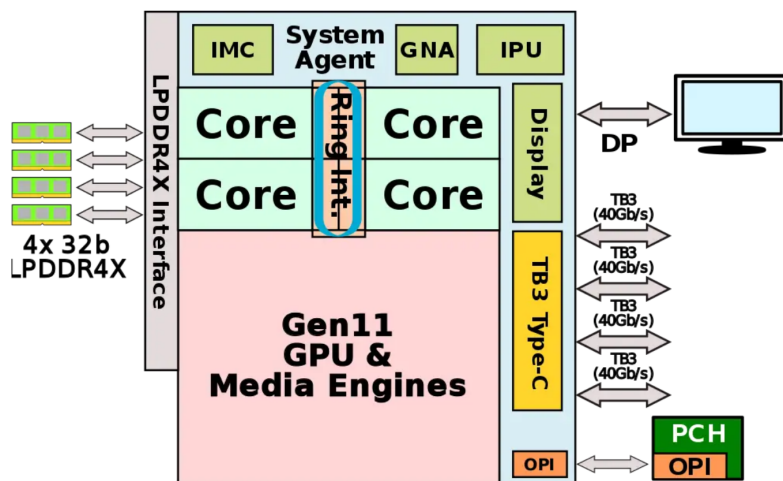 IMC
System
Agent
GNA
IPU
LPDDR4X Interface
Core
Ring Int.
Core
Display
DP
Core
Core
4x 32b
LPDDR4X
TB3
(40Gb/s)
TB3
(40Gb/s)
TB3
(40Gb/s)
TB3
(40Gb/s)
TB3 Type-C
Gen11
GPU &
Media Engines
OPI
PCH
OPI